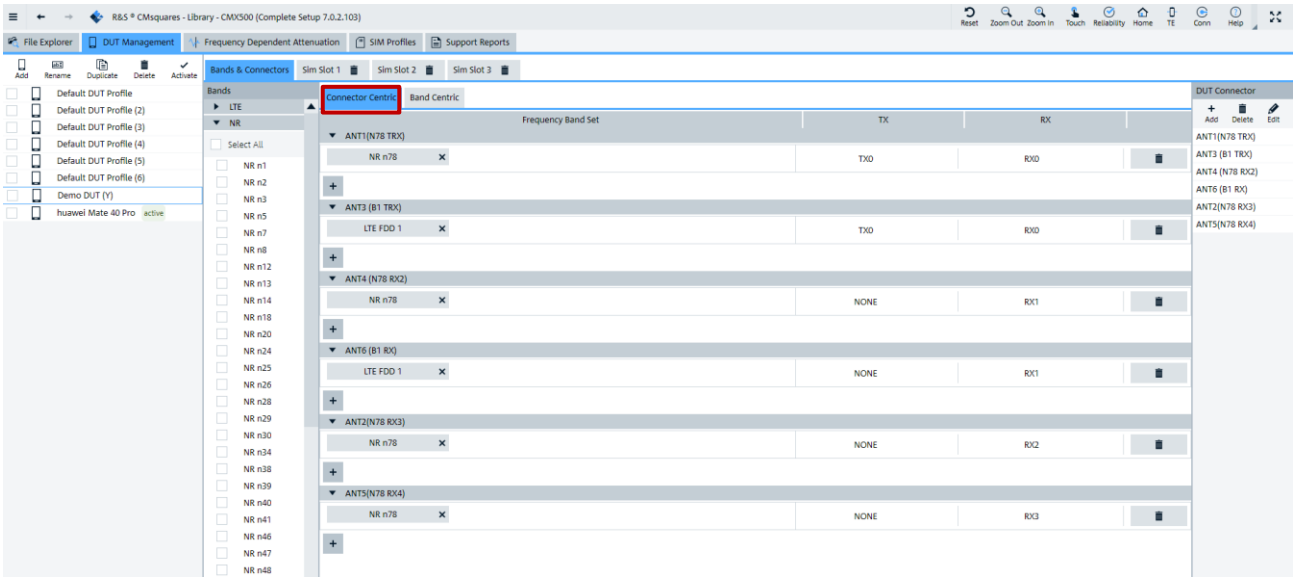 R&S ® CMsquares - Library - CMX500 (Complete Setup 7.0.2.103)
Reset Zoom Out Zoom In Touch Reliability Home TE Conn Help
File Explorer DUT Management Frequency Dependent Attenuation SIM Profiles Support Reports
Add Rename Duplicate Delete Activate
Default DUT Profile
Default DUT Profile (2)
Default DUT Profile (3)
Default DUT Profile (4)
Default DUT Profile (5)
Default DUT Profile (6)
Demo DUT (Y)
huawei Mate 40 Pro active
Bands & Connectors Sim Slot 1 Sim Slot 2 Sim Slot 3
Bands
LTE
NR
Select All
NR n1
NR n2
NR n3
NR n5
NR n7
NR n8
NR n12
NR n13
NR n14
NR n18
NR n20
NR n24
NR n25
NR n26
NR n28
NR n29
NR n30
NR n34
NR n38
NR n39
NR n40
NR n41
NR n46
NR n47
NR n48
Connector Centric Band Centric
Frequency Band Set TX RX
ANT1(N78 TRX)
NR n78 TX0 RX0
ANT3 (B1 TRX)
LTE FDD 1 TX0 RX0
ANT4 (N78 RX2)
NR n78 NONE RX1
ANT6 (B1 RX)
LTE FDD 1 NONE RX1
ANT2(N78 RX3)
NR n78 NONE RX2
ANT5(N78 RX4)
NR n78 NONE RX3
DUT Connector
Add Delete Edit
ANT1(N78 TRX)
ANT3 (B1 TRX)
ANT4 (N78 RX2)
ANT6 (B1 RX)
ANT2(N78 RX3)
ANT5(N78 RX4)